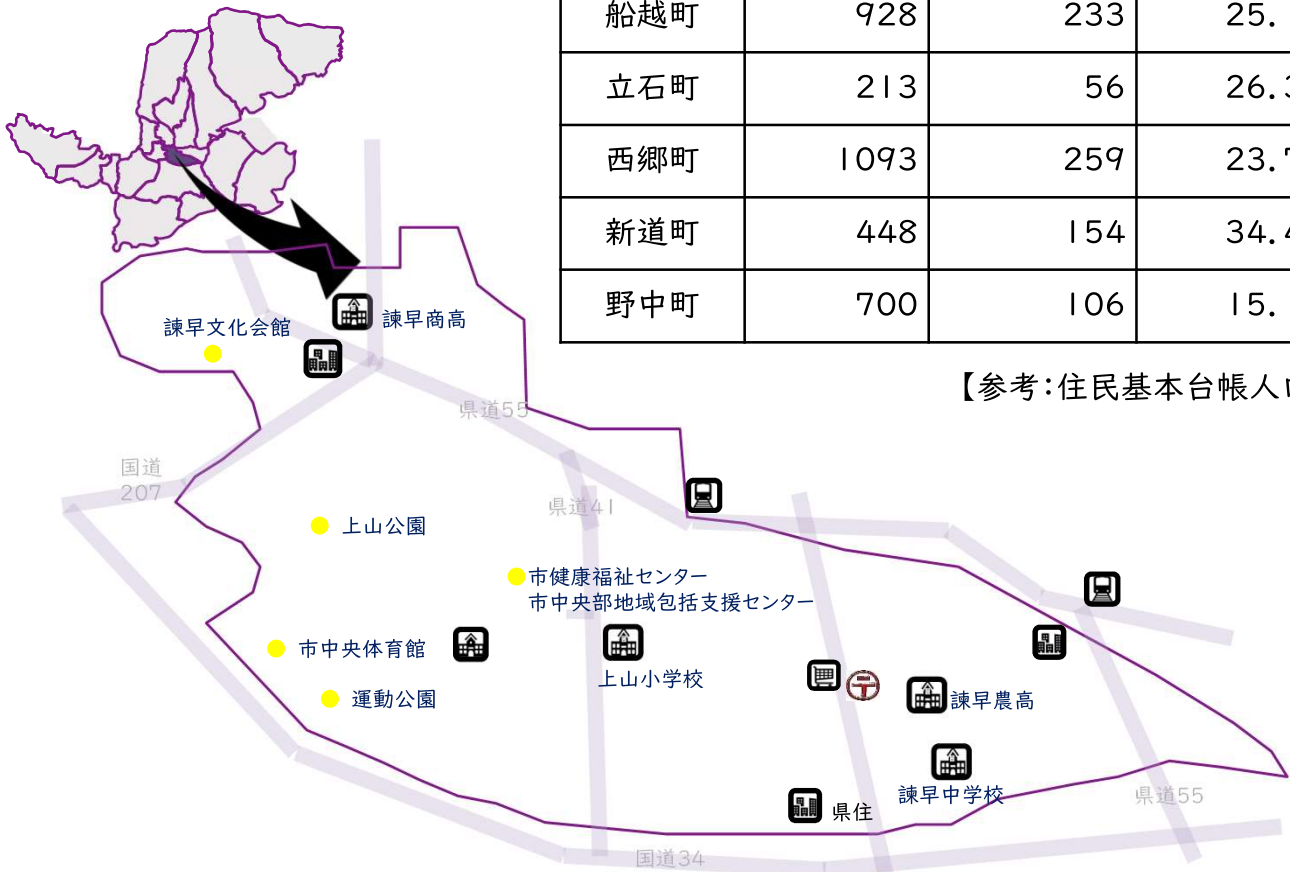 船越町 928 233 25.
立石町 213 56 26.3
西郷町 1093 259 23.7
新道町 448 154 34.4
野中町 700 106 15.
【参考:住民基本台帳人口
諫早商高
諫早文化会館
県道55
国道
207
県道41
上山公園
市健康福祉センター
市中央部地域包括支援センター
市中央体育館
上山小学校
運動公園
〒
諫早農高
諫早中学校
県住
県道55
国道34